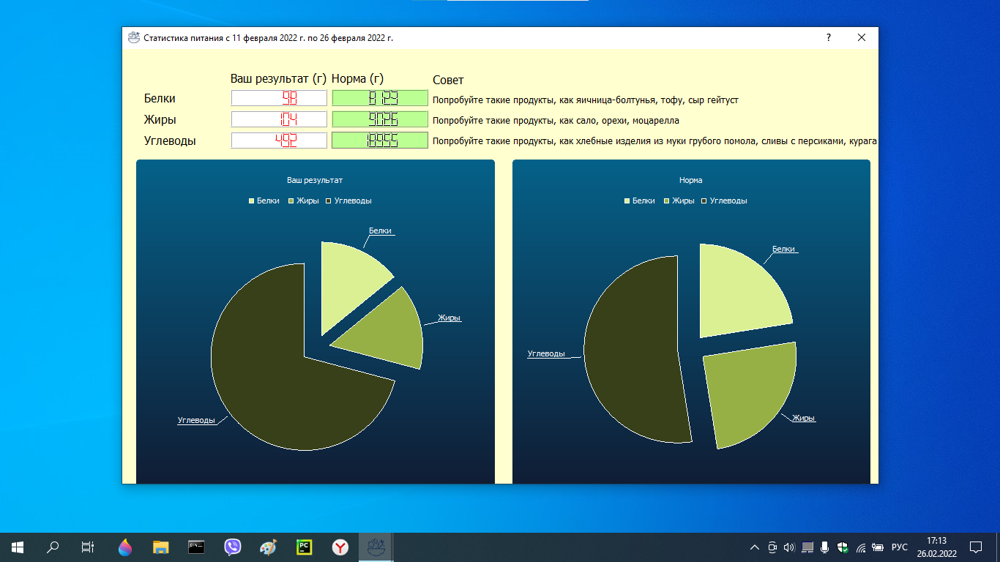 Статистика питания с 11 февраля 2022 г. по 26 февраля 2022 г.
?
Ваш результат (г) Норма (г) Совет
Белки 98 8129 Попробуйте такие продукты, как яичница-болтунья, тофу, сыр гейтуст
Жиры 104 9026 Попробуйте такие продукты, как сало, орехи, моцарелла
Углеводы 492 18955 Попробуйте такие продукты, как хлебные изделия из муки грубого помола, сливы с персиками, курага
Ваш результат
Белки Жиры Углеводы
Белки
Жиры
Углеводы
Норма
Белки Жиры Углеводы
Белки
Углеводы
Жиры
PC
Y
РУС
17:13
26.02.2022